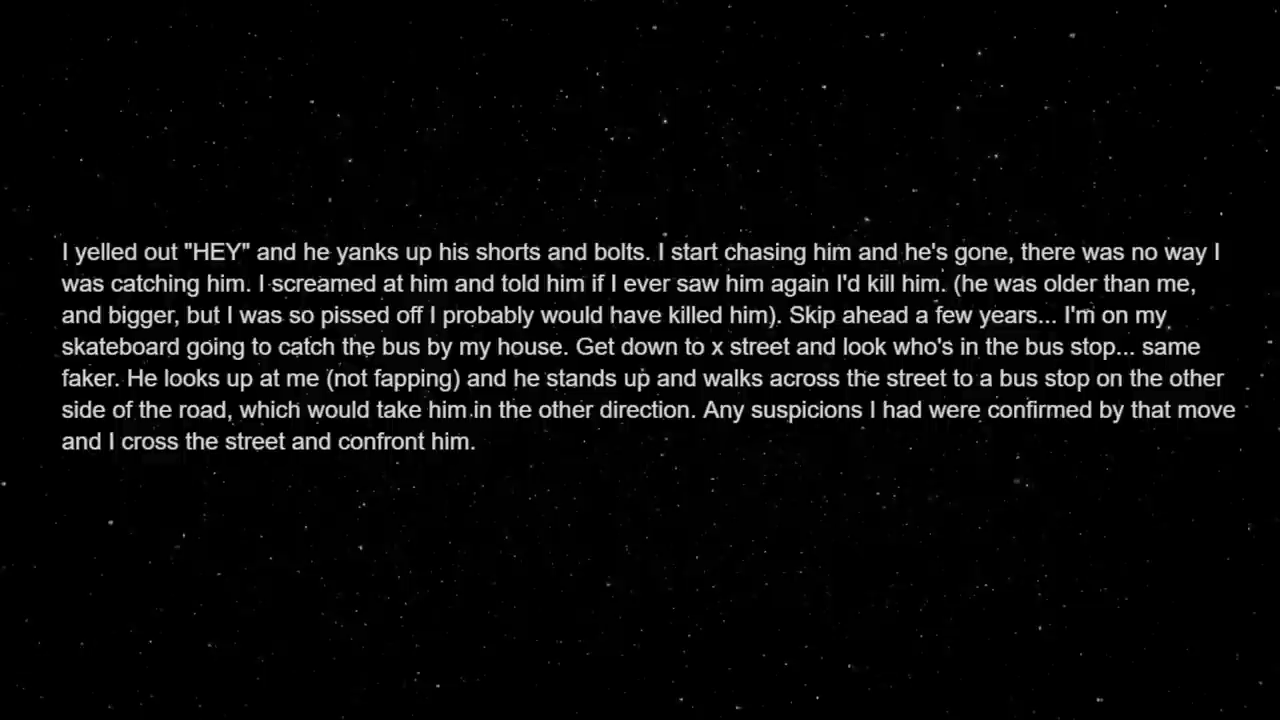 I yelled out "HEY" and he yanks up his shorts and bolts. I start chasing him and he's gone, there was no way I
was catching him. I screamed at him and told him if I ever saw him again I'd kill him. (he was older than me,
and bigger, but I was so pissed off I probably would have killed him). Skip ahead a few years... I'm on my
skateboard going to catch the bus by my house. Get down to x street and look who's in the bus stop... same
faker. He looks up at me (not fapping) and he stands up and walks across the street to a bus stop on the other
side of the road, which would take him in the other direction. Any suspicions I had were confirmed by that move
and I cross the street and confront him.